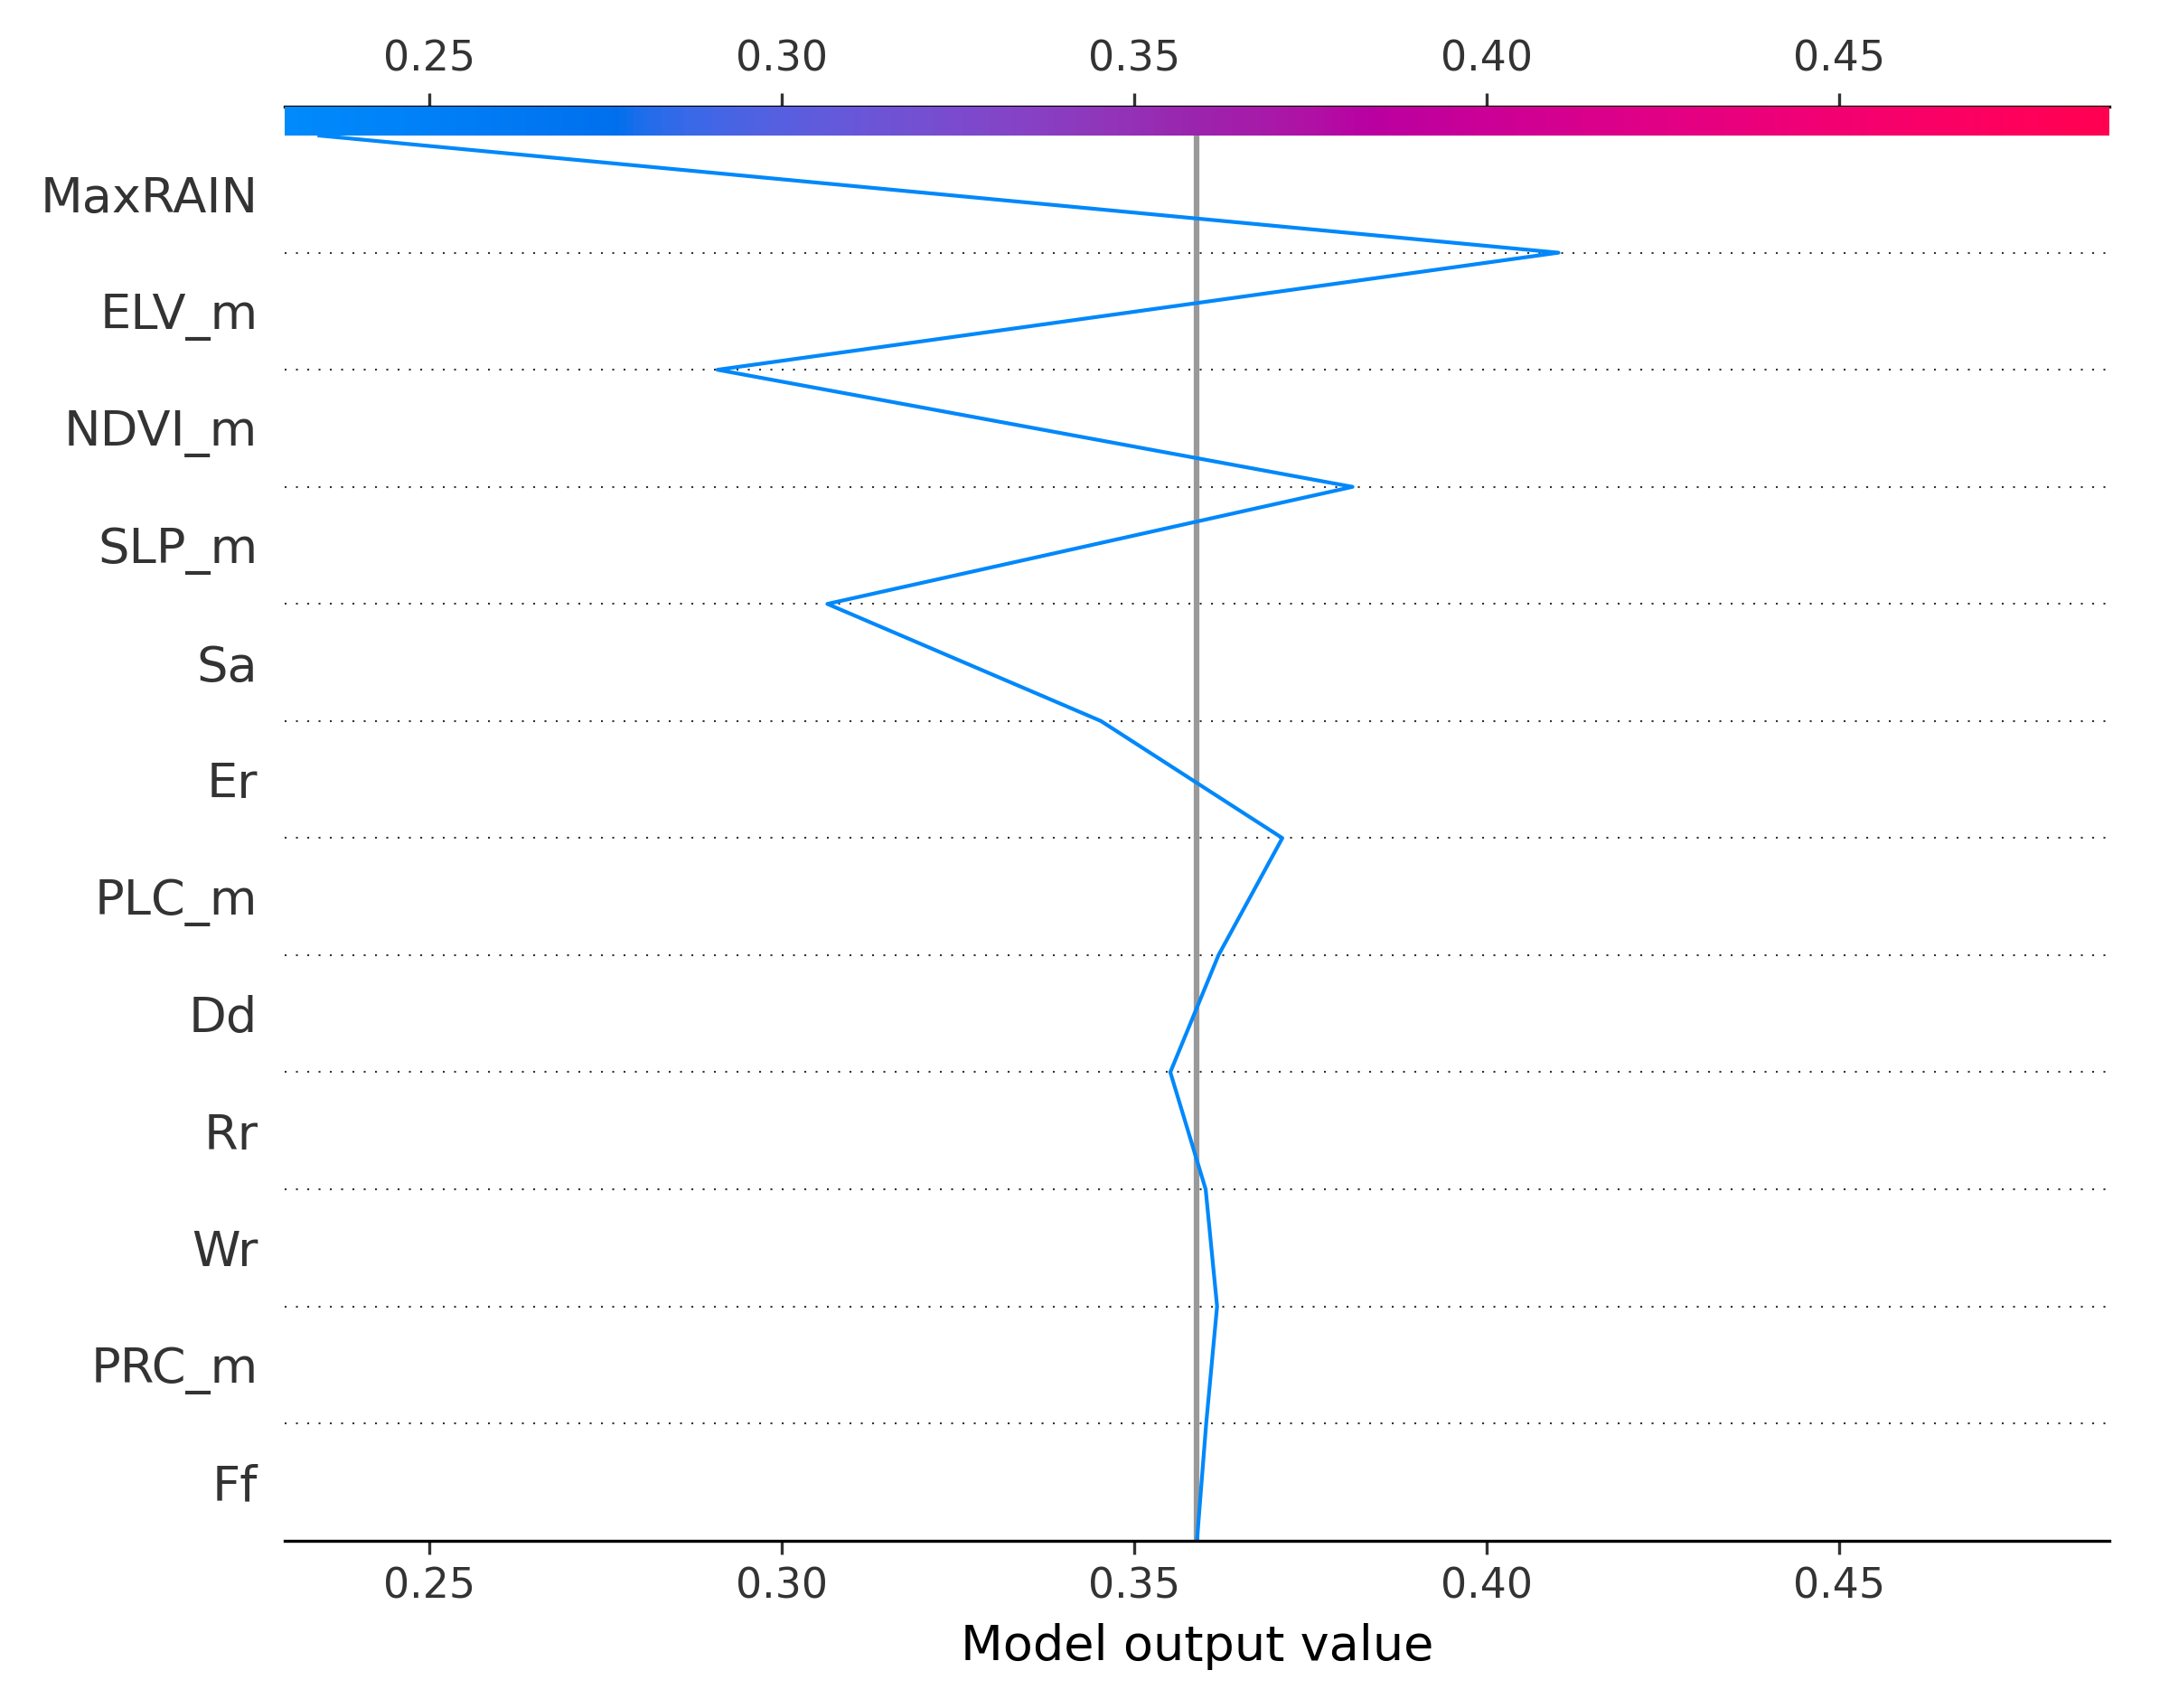 0.25 0.30 0.35 0.40 0.45
MaxRAIN
ELV_m
NDVI_m
SLP_m
Sa
Er
PLC_m
Dd
Rr
Wr
PRC_m
Ff
0.25 0.30 0.35 0.40 0.45
Model output value